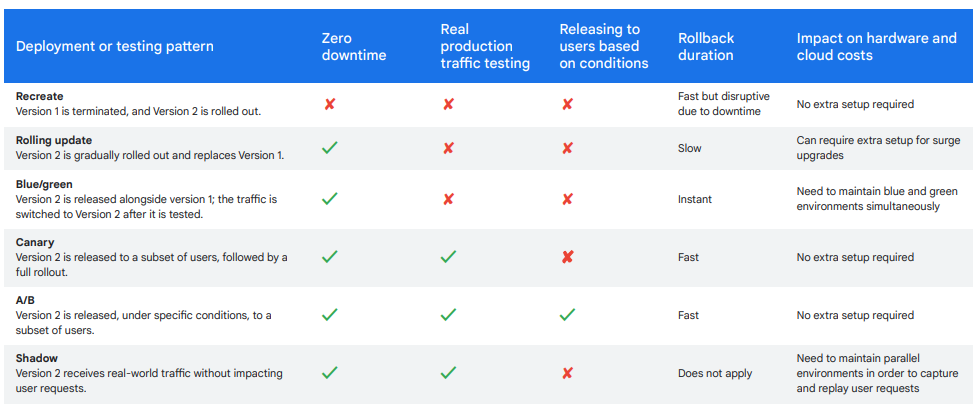 Deployment or testing pattern
Zero
downtime
Real
production
traffic testing
Releasing to
users based
on conditions
Rollback
duration
Impact on hardware and
cloud costs
Recreate
Version 1 is terminated, and Version 2 is rolled out.
✘
✘
✘
Fast but disruptive
due to downtime
No extra setup required
Rolling update
Version 2 is gradually rolled out and replaces Version 1.
✓
✘
✘
Slow
Can require extra setup for surge
upgrades
Blue/green
Version 2 is released alongside version 1; the traffic is
switched to Version 2 after it is tested.
✓
✘
✘
Instant
Need to maintain blue and green
environments simultaneously
Canary
Version 2 is released to a subset of users, followed by a
full rollout.
✓
✓
✘
Fast
No extra setup required
A/B
Version 2 is released, under specific conditions, to a
subset of users.
✓
✓
✓
Fast
No extra setup required
Shadow
Version 2 receives real-world traffic without impacting
user requests.
✓
✓
✘
Does not apply
Need to maintain parallel
environments in order to capture
and replay user requests